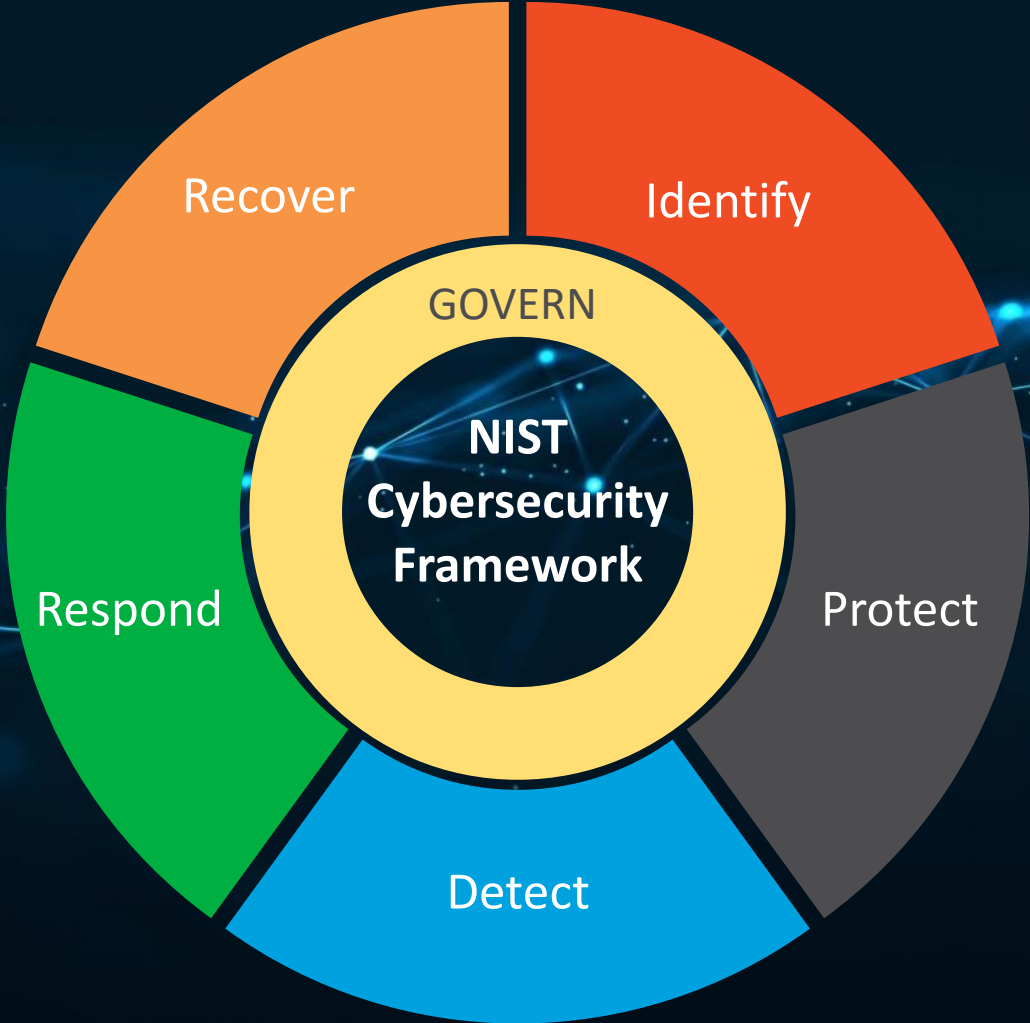 Recover
Identify
GOVERN
NIST
Cybersecurity
Framework
Respond
Protect
Detect